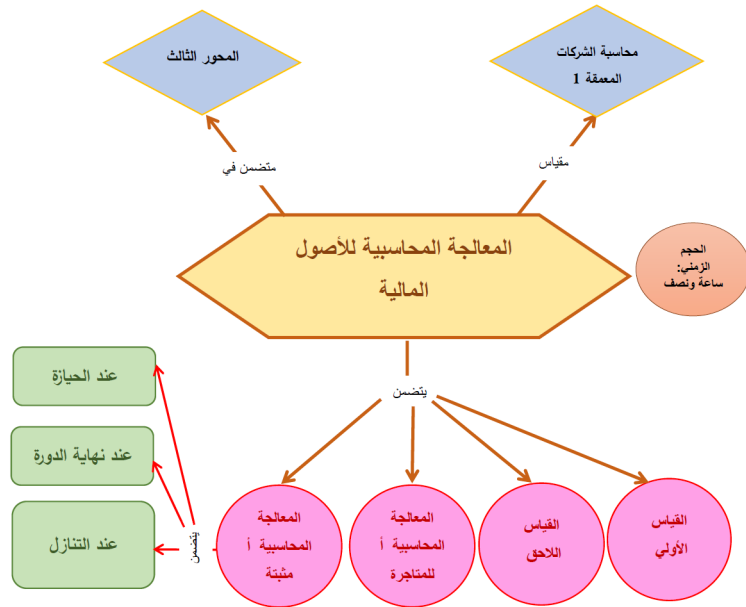 محاسبة الشركات
المعمقة 1
المحور الثالث
مقياس
متضمن في
المعالجة المحاسبية للأصول
المالية
الحجم
الزمني:
ساعة ونصف
يتضمن
القياس
الأولي
القياس
اللاحق
المعالجة
المحاسبية أ
للمتاجرة
المعالجة
المحاسبية أ
مثبتة
يتضمن
عند الحيازة
عند نهاية الدورة
عند التنازل